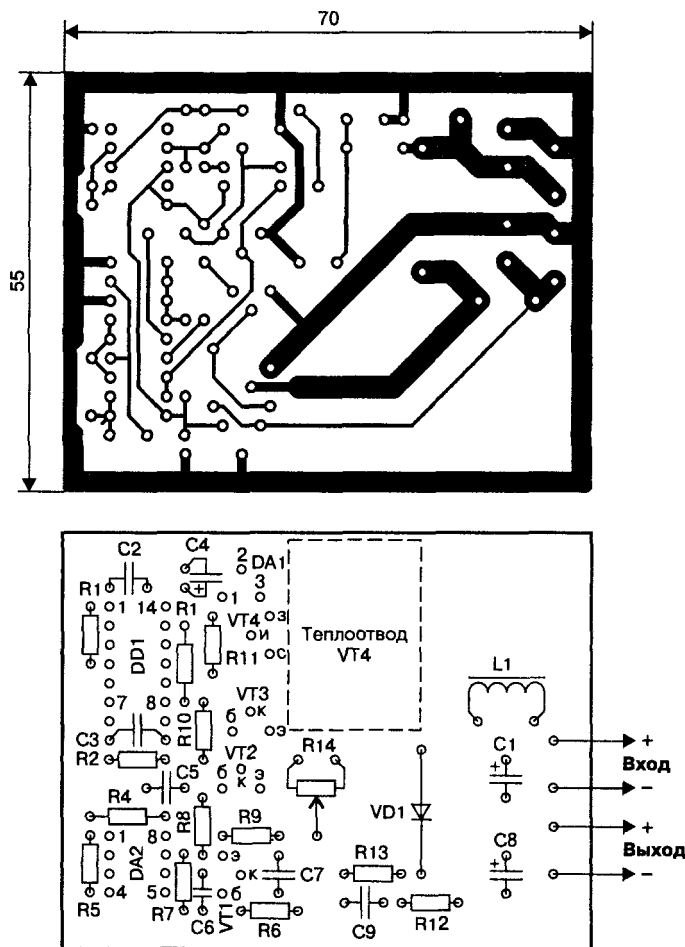 70
55
C2
C4
2 DA1
3
R1
1
14
R1
+
1
з
VT4
и
с
R11
DD1
Теплоотвод
VT4
L1
7
8
R10
VT3
к
б
э
C3
R2
R14
C1
+
+
Вход
−
VT2
б
к
э
C5
VD1
R4
R8
R9
C8
+
+
Выход
−
1
8
DA2
R5
4
5
R7
C6
VT1
э
к
б
C7
R6
R13
C9
R12